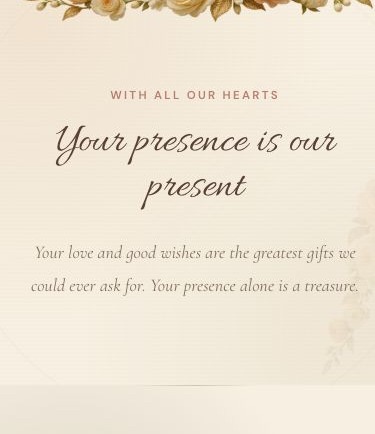 WITH ALL OUR HEARTS
Your presence is our
present
Your love and good wishes are the greatest gifts we
could ever ask for. Your presence alone is a treasure.